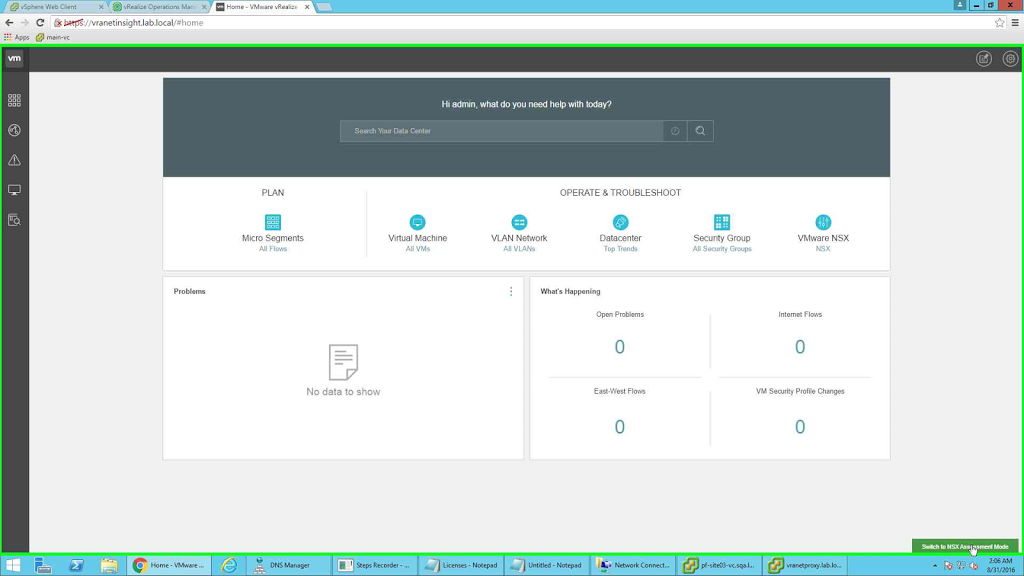 vSphere Web Client
vRealize Operations Man
Home - VMware vRealize
https://vranetinsight.lab.local/#home
Apps
main-vc
vm
Hi admin, what do you need help with today?
Search Your Data Center
PLAN
OPERATE & TROUBLESHOOT
Micro Segments
Virtual Machine
VLAN Network
Datacenter
Security Group
VMware NSX
All Flows
All VMs
All VLANs
Top Trends
All Security Groups
NSX
Problems
What's Happening
Open Problems
Internet Flows
0
0
No data to show
East-West Flows
VM Security Profile Changes
0
0
Switch to NSX Assessment Mode
Home - VMware ...
DNS Manager
Steps Recorder - ...
Licenses - Notepad
Untitled - Notepad
Network Connect...
pf-site03-vc.sqa.l...
vranetproxy.lab.lo...
2:06 AM
8/31/2016